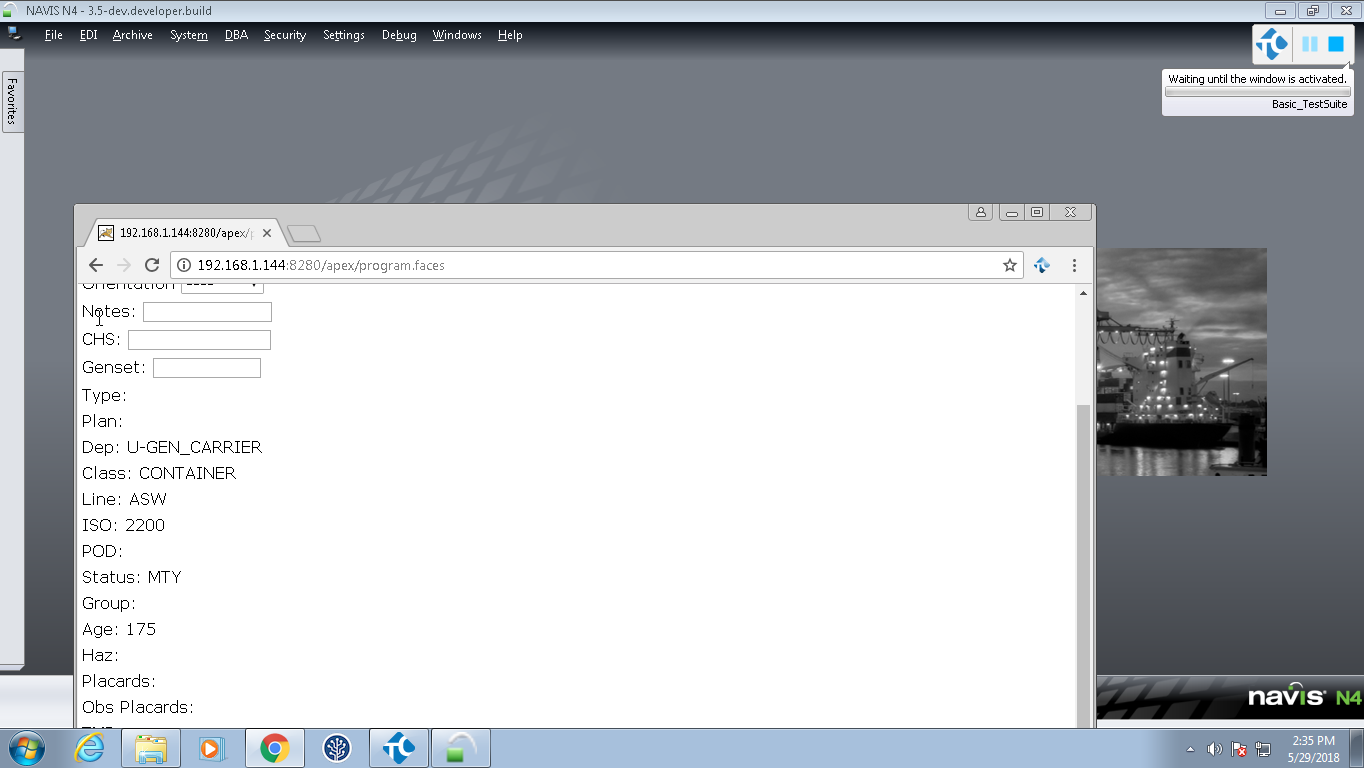 NAVIS N4 - 3.5-dev.developer.build
File EDI Archive System DBA Security Settings Debug Windows Help
Favorites
Waiting until the window is activated.
Basic_TestSuite
192.168.1.144:8280/apex/
192.168.1.144:8280/apex/program.faces
Orientation ----
Notes:
CHS:
Genset:
Type:
Plan:
Dep: U-GEN_CARRIER
Class: CONTAINER
Line: ASW
ISO: 2200
POD:
Status: MTY
Group:
Age: 175
Haz:
Placards:
Obs Placards:
navis N4
2:35 PM
5/29/2018